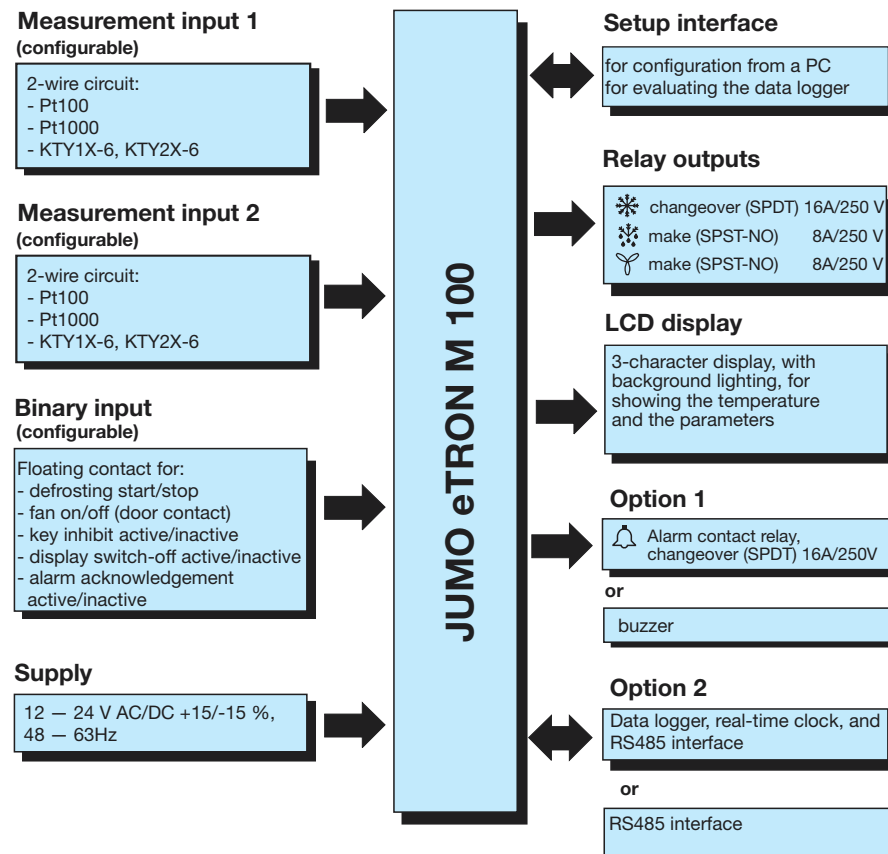 Measurement input 1
(configurable)
2-wire circuit:
- Pt100
- Pt1000
- KTY1X-6, KTY2X-6
Measurement input 2
(configurable)
2-wire circuit:
- Pt100
- Pt1000
- KTY1X-6, KTY2X-6
Binary input
(configurable)
Floating contact for:
- defrosting start/stop
- fan on/off (door contact)
- key inhibit active/inactive
- display switch-off active/inactive
- alarm acknowledgement
active/inactive
Supply
12 — 24 V AC/DC +15/-15 %,
48 — 63Hz
JUMO eTRON M 100
Setup interface
for configuration from a PC
for evaluating the data logger
Relay outputs
changeover (SPDT) 16A/250 V
make (SPST-NO) 8A/250 V
make (SPST-NO) 8A/250 V
LCD display
3-character display, with
background lighting, for
showing the temperature
and the parameters
Option 1
Alarm contact relay,
changeover (SPDT) 16A/250V
or
buzzer
Option 2
Data logger, real-time clock, and
RS485 interface
or
RS485 interface